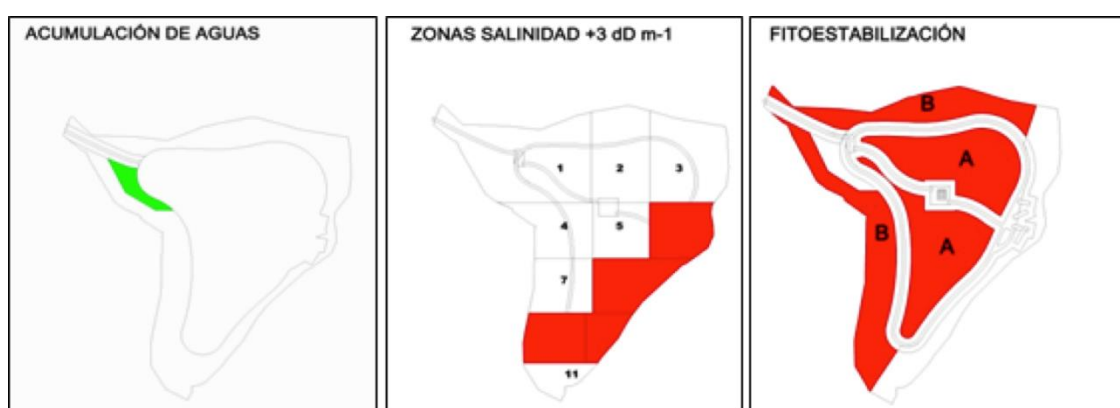 ACUMULACIÓN DE AGUAS
ZONAS SALINIDAD +3 dD m-1
1
2
3
4
5
7
11
FITOESTABILIZACIÓN
B
A
B
A